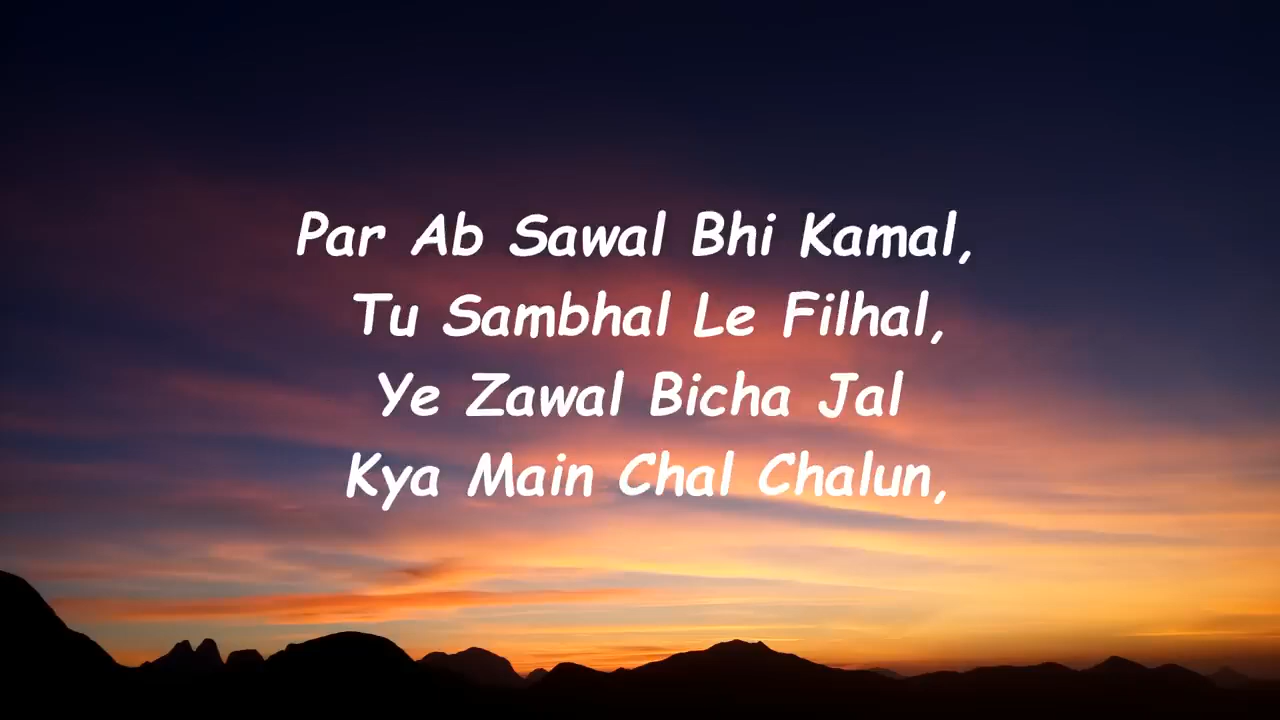 Par Ab Sawal Bhi Kamal,
Tu Sambhal Le Filhal,
Ye Zawal Bicha Jal
Kya Main Chal Chalun,